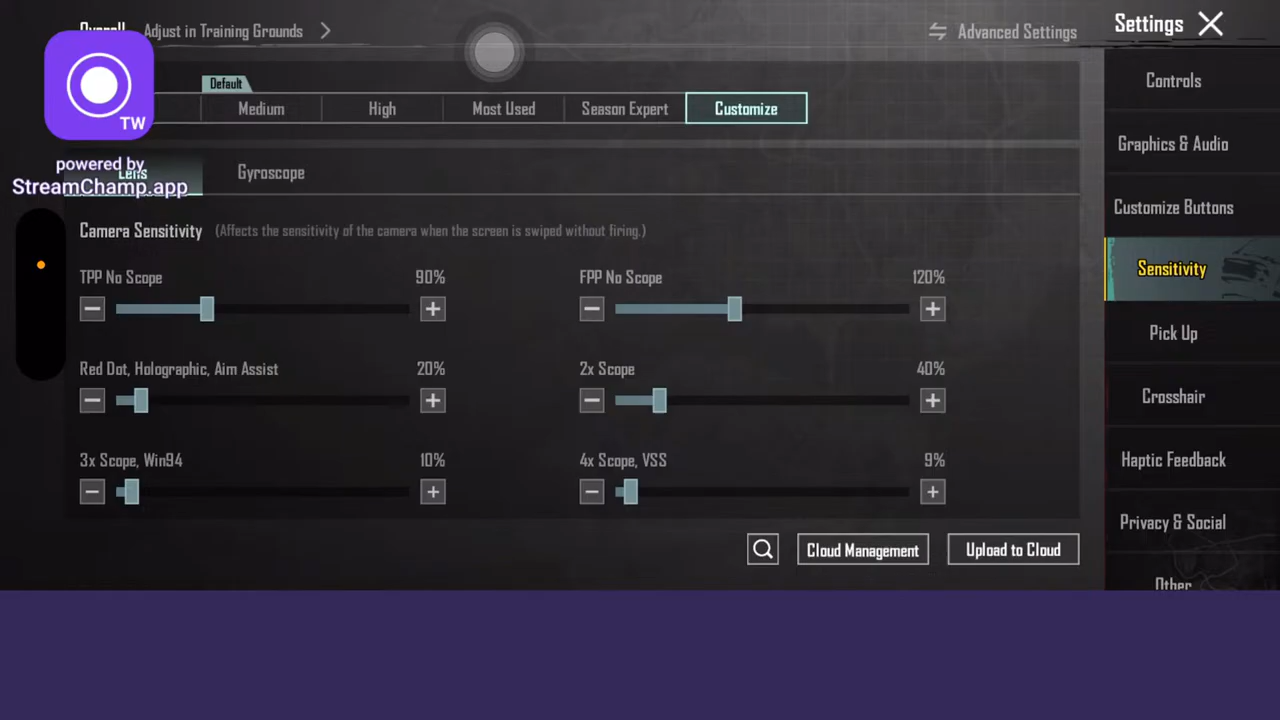 Overall Adjust in Training Grounds
Advanced Settings
Settings
Default
Medium High Most Used Season Expert Customize
TW
powered by
StreamChamp.app
Lens Gyroscope
Camera Sensitivity (Affects the sensitivity of the camera when the screen is swiped without firing.)
TPP No Scope 90%
FPP No Scope 120%
Red Dot, Holographic, Aim Assist 20%
2x Scope 40%
3x Scope, Win94 10%
4x Scope, VSS 9%
Cloud Management
Upload to Cloud
Controls
Graphics & Audio
Customize Buttons
Sensitivity
Pick Up
Crosshair
Haptic Feedback
Privacy & Social
Other